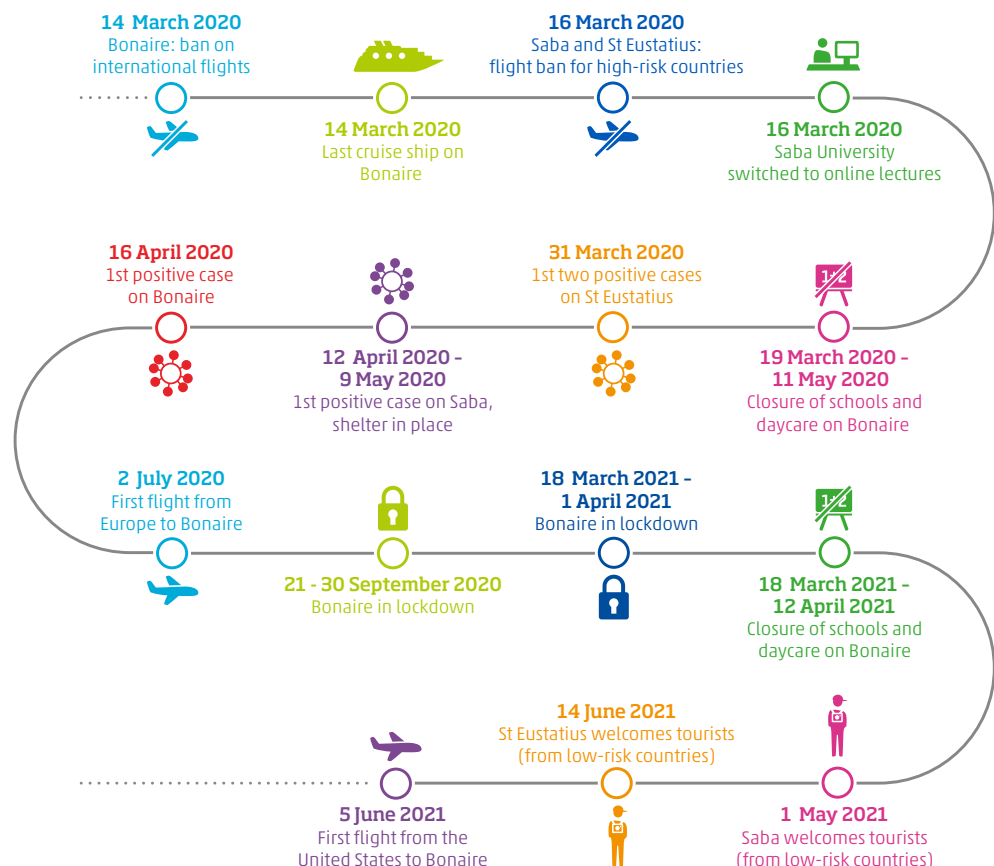 14 March 2020
Bonaire: ban on
international flights
14 March 2020
Last cruise ship on
Bonaire
16 March 2020
Saba and St Eustatius:
flight ban for high-risk countries
16 March 2020
Saba University
switched to online lectures
1+2
19 March 2020 –
11 May 2020
Closure of schools and
daycare on Bonaire
31 March 2020
1st two positive cases
on St Eustatius
12 April 2020 –
9 May 2020
1st positive case on Saba,
shelter in place
16 April 2020
1st positive case
on Bonaire
2 July 2020
First flight from
Europe to Bonaire
21 - 30 September 2020
Bonaire in lockdown
18 March 2021 –
1 April 2021
Bonaire in lockdown
1+2
18 March 2021 –
12 April 2021
Closure of schools and
daycare on Bonaire
1 May 2021
Saba welcomes tourists
(from low-risk countries)
14 June 2021
St Eustatius welcomes tourists
(from low-risk countries)
5 June 2021
First flight from the
United States to Bonaire